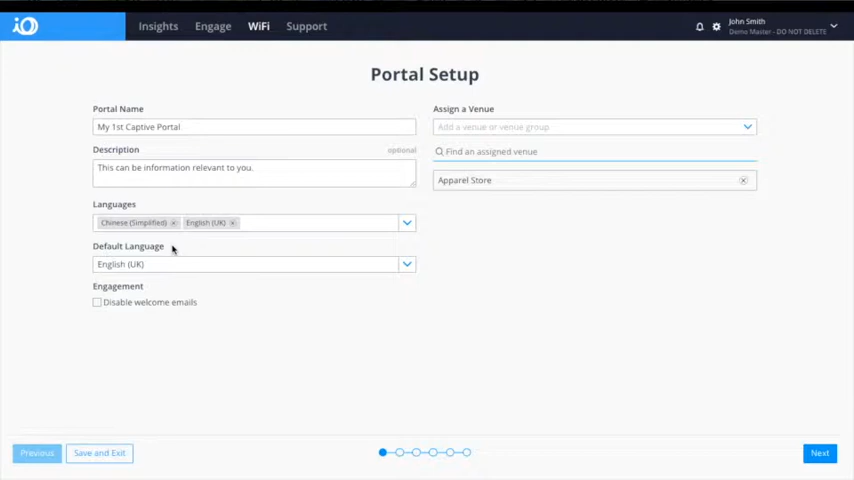 iO Insights Engage WiFi Support John Smith
Demo Master - DO NOT DELETE
Portal Setup
Portal Name
My 1st Captive Portal
Description optional
This can be information relevant to you.
Languages
Chinese (Simplified) × English (UK) ×
Default Language
English (UK)
Engagement
Disable welcome emails
Assign a Venue
Add a venue or venue group
Find an assigned venue
Apparel Store
Previous Save and Exit Next